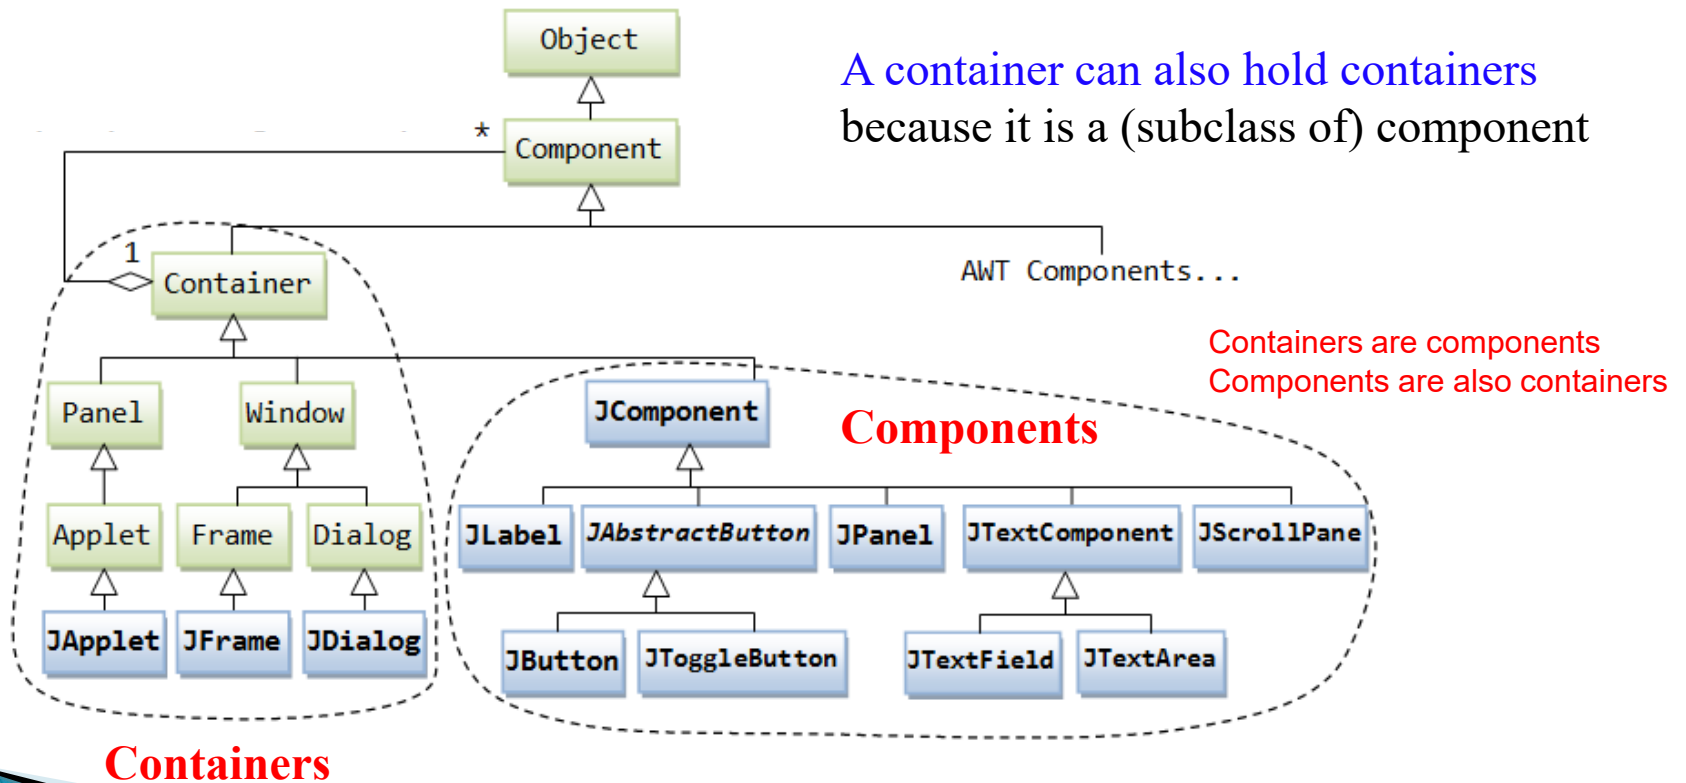 Object
A container can also hold containers
because it is a (subclass of) component
*
Component
1
Container
AWT Components...
Containers are components
Components are also containers
Panel
Window
JComponent
Components
Applet
Frame
Dialog
JLabel
JAbstractButton
JPanel
JTextComponent
JScrollPane
JApplet
JFrame
JDialog
JButton
JToggleButton
JTextField
JTextArea
Containers